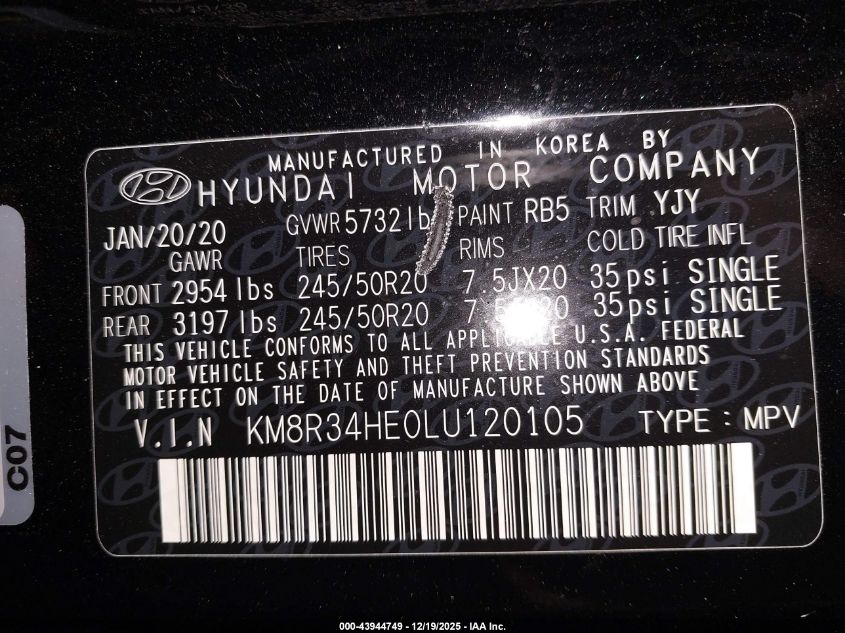 MANUFACTURED IN KOREA BY
HYUNDAI MOTOR COMPANY
JAN/20/20 GVWR 5732 lb PAINT RB5 TRIM YJY
GAWR TIRES RIMS COLD TIRE INFL
FRONT 2954 lbs 245/50R20 7.5JX20 35psi SINGLE
REAR 3197 lbs 245/50R20 35psi SINGLE
THIS VEHICLE CONFORMS TO ALL APPLICABLE U.S.A. FEDERAL
MOTOR VEHICLE SAFETY AND THEFT PREVENTION STANDARDS
IN EFFECT ON THE DATE OF MANUFACTURE SHOWN ABOVE
V.I.N KM8R34HE0LU120105 TYPE : MPV
C07
000-43944749 - 12/19/2025 - IAA Inc.